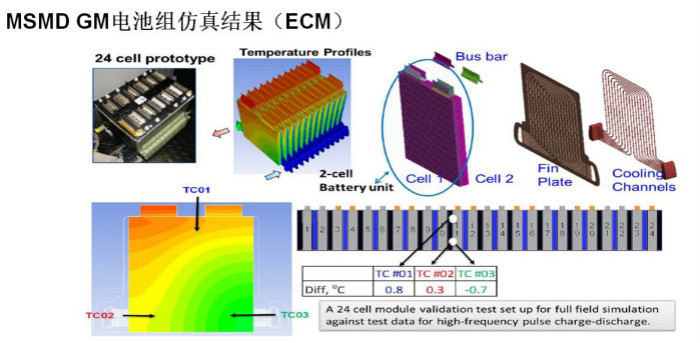 MSMD GM电池组仿真结果（ECM）
24 cell prototype
Temperature Profiles
Bus bar
2-cell
Battery unit
Cell 1
Cell 2
Fin
Plate
Cooling
Channels
TC01
TC02
TC03
1 2 3 4 5 6 7 8 9 10 11 12 13 14 15 16 17 18 19 20 21 22 23 24
TC #01 TC #02 TC #03
Diff, °C 0.8 0.3 -0.7
A 24 cell module validation test set up for full field simulation
against test data for high-frequency pulse charge-discharge.